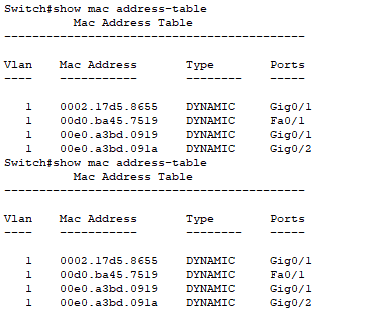 Switch#show mac address-table
Mac Address Table
-------------------------------------------
Vlan Mac Address Type Ports
---- ----------- -------- -----
1 0002.17d5.8655 DYNAMIC Gig0/1
1 00d0.ba45.7519 DYNAMIC Fa0/1
1 00e0.a3bd.0919 DYNAMIC Gig0/1
1 00e0.a3bd.091a DYNAMIC Gig0/2
Switch#show mac address-table
Mac Address Table
-------------------------------------------
Vlan Mac Address Type Ports
---- ----------- -------- -----
1 0002.17d5.8655 DYNAMIC Gig0/1
1 00d0.ba45.7519 DYNAMIC Fa0/1
1 00e0.a3bd.0919 DYNAMIC Gig0/1
1 00e0.a3bd.091a DYNAMIC Gig0/2